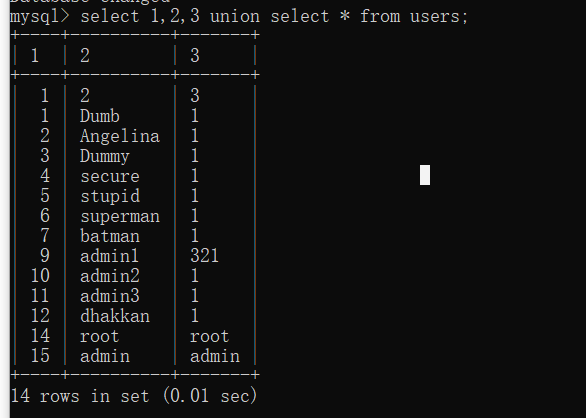 Database changed
mysql> select 1,2,3 union select * from users;
+----+----------+-------+
| 1 | 2 | 3 |
+----+----------+-------+
| 1 | 2 | 3 |
| 1 | Dumb | 1 |
| 2 | Angelina | 1 |
| 3 | Dummy | 1 |
| 4 | secure | 1 |
| 5 | stupid | 1 |
| 6 | superman | 1 |
| 7 | batman | 1 |
| 9 | admin1 | 321 |
| 10 | admin2 | 1 |
| 11 | admin3 | 1 |
| 12 | dhakkan | 1 |
| 14 | root | root |
| 15 | admin | admin |
+----+----------+-------+
14 rows in set (0.01 sec)